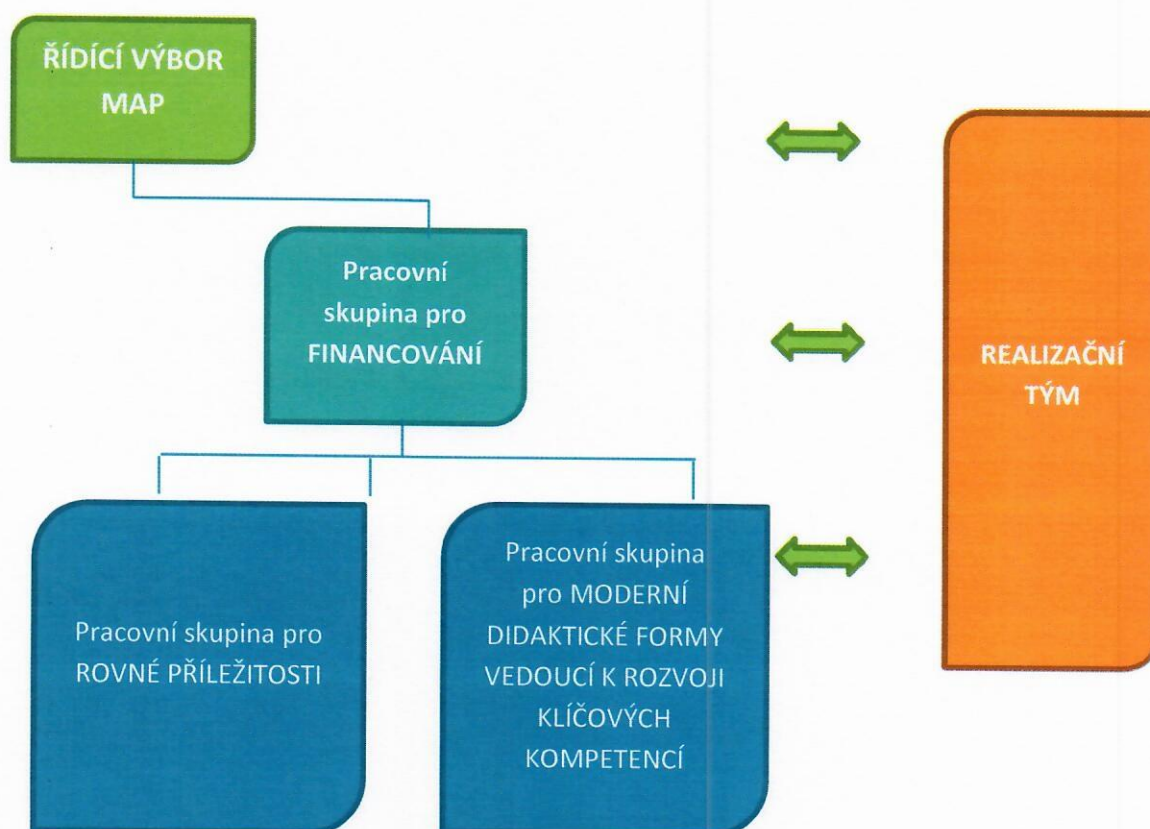 ŘÍDÍCÍ VÝBOR
MAP
Pracovní
skupina pro
FINANCOVÁNÍ
REALIZAČNÍ
TÝM
Pracovní skupina pro
ROVNÉ PŘÍLEŽITOSTI
Pracovní skupina
pro MODERNÍ
DIDAKTICKÉ FORMY
VEDOUCÍ K ROZVOJI
KLÍČOVÝCH
KOMPETENCÍ